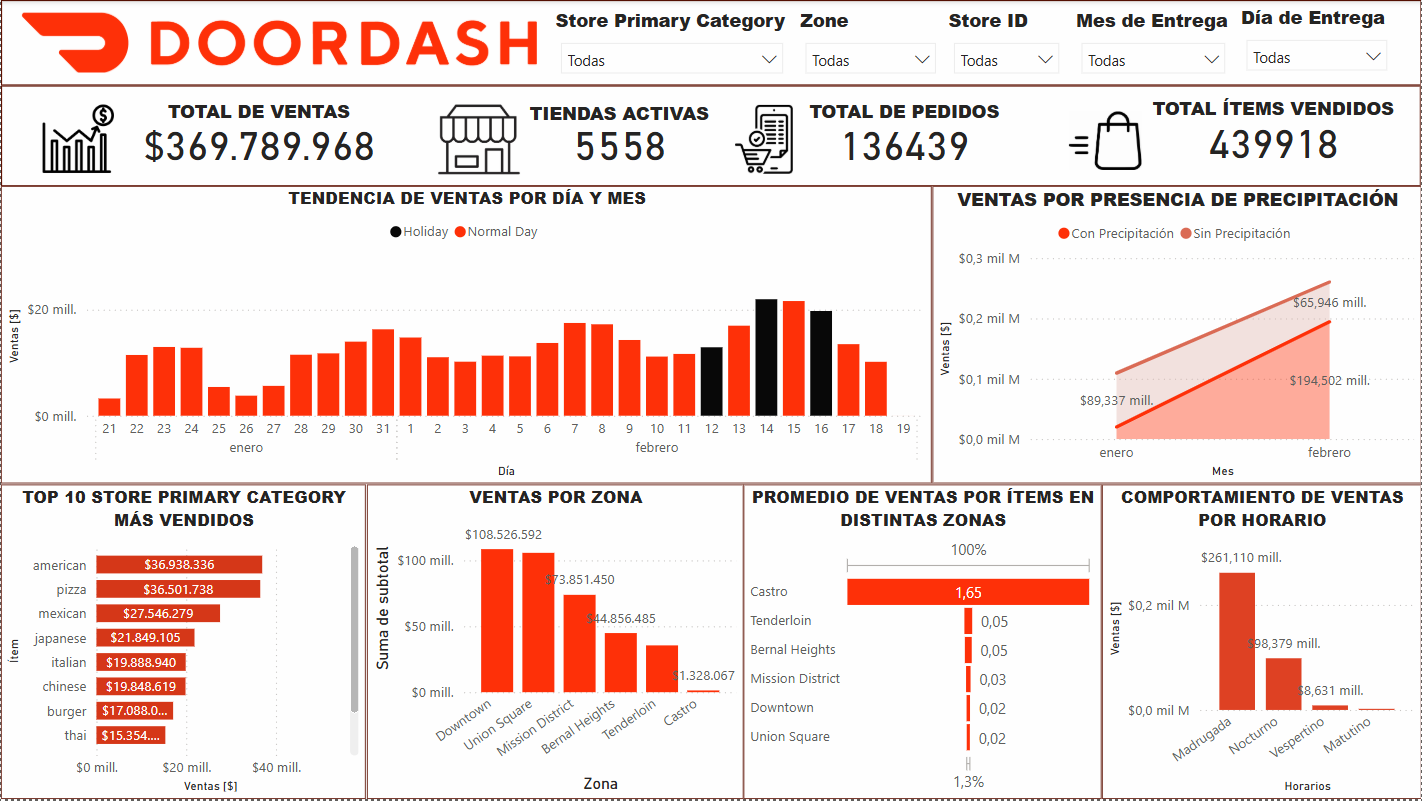 DOORDASH
Store Primary Category
Todas
Zone
Todas
Store ID
Todas
Mes de Entrega
Todas
Día de Entrega
Todas
TOTAL DE VENTAS
$369.789.968
TIENDAS ACTIVAS
5558
TOTAL DE PEDIDOS
136439
TOTAL ÍTEMS VENDIDOS
439918
TENDENCIA DE VENTAS POR DÍA Y MES
Holiday Normal Day
Ventas [$]
$20 mill.
$0 mill.
21 22 23 24 25 26 27 28 29 30 31 1 2 3 4 5 6 7 8 9 10 11 12 13 14 15 16 17 18 19
enero febrero
Día
VENTAS POR PRESENCIA DE PRECIPITACIÓN
Con Precipitación Sin Precipitación
Ventas [$]
$0,3 mil M
$0,2 mil M
$0,1 mil M
$0,0 mil M
$65,946 mill.
$194,502 mill.
$89,337 mill.
enero febrero
Mes
TOP 10 STORE PRIMARY CATEGORY
MÁS VENDIDOS
Ítem
american $36.938.336
pizza $36.501.738
mexican $27.546.279
japanese $21.849.105
italian $19.888.940
chinese $19.848.619
burger $17.088.0...
thai $15.354....
$0 mill. $20 mill. $40 mill.
Ventas [$]
VENTAS POR ZONA
Suma de subtotal
$100 mill.
$50 mill.
$0 mill.
$108.526.592
$73.851.450
$44.856.485
$1.328.067
Downtown
Union Square
Mission District
Bernal Heights
Tenderloin
Castro
Zona
PROMEDIO DE VENTAS POR ÍTEMS EN
DISTINTAS ZONAS
100%
Castro 1,65
Tenderloin 0,05
Bernal Heights 0,05
Mission District 0,03
Downtown 0,02
Union Square 0,02
1,3%
COMPORTAMIENTO DE VENTAS
POR HORARIO
Ventas [$]
$0,2 mil M
$0,0 mil M
$261,110 mill.
$98,379 mill.
$8,631 mill.
Madrugada
Nocturno
Vespertino
Matutino
Horarios